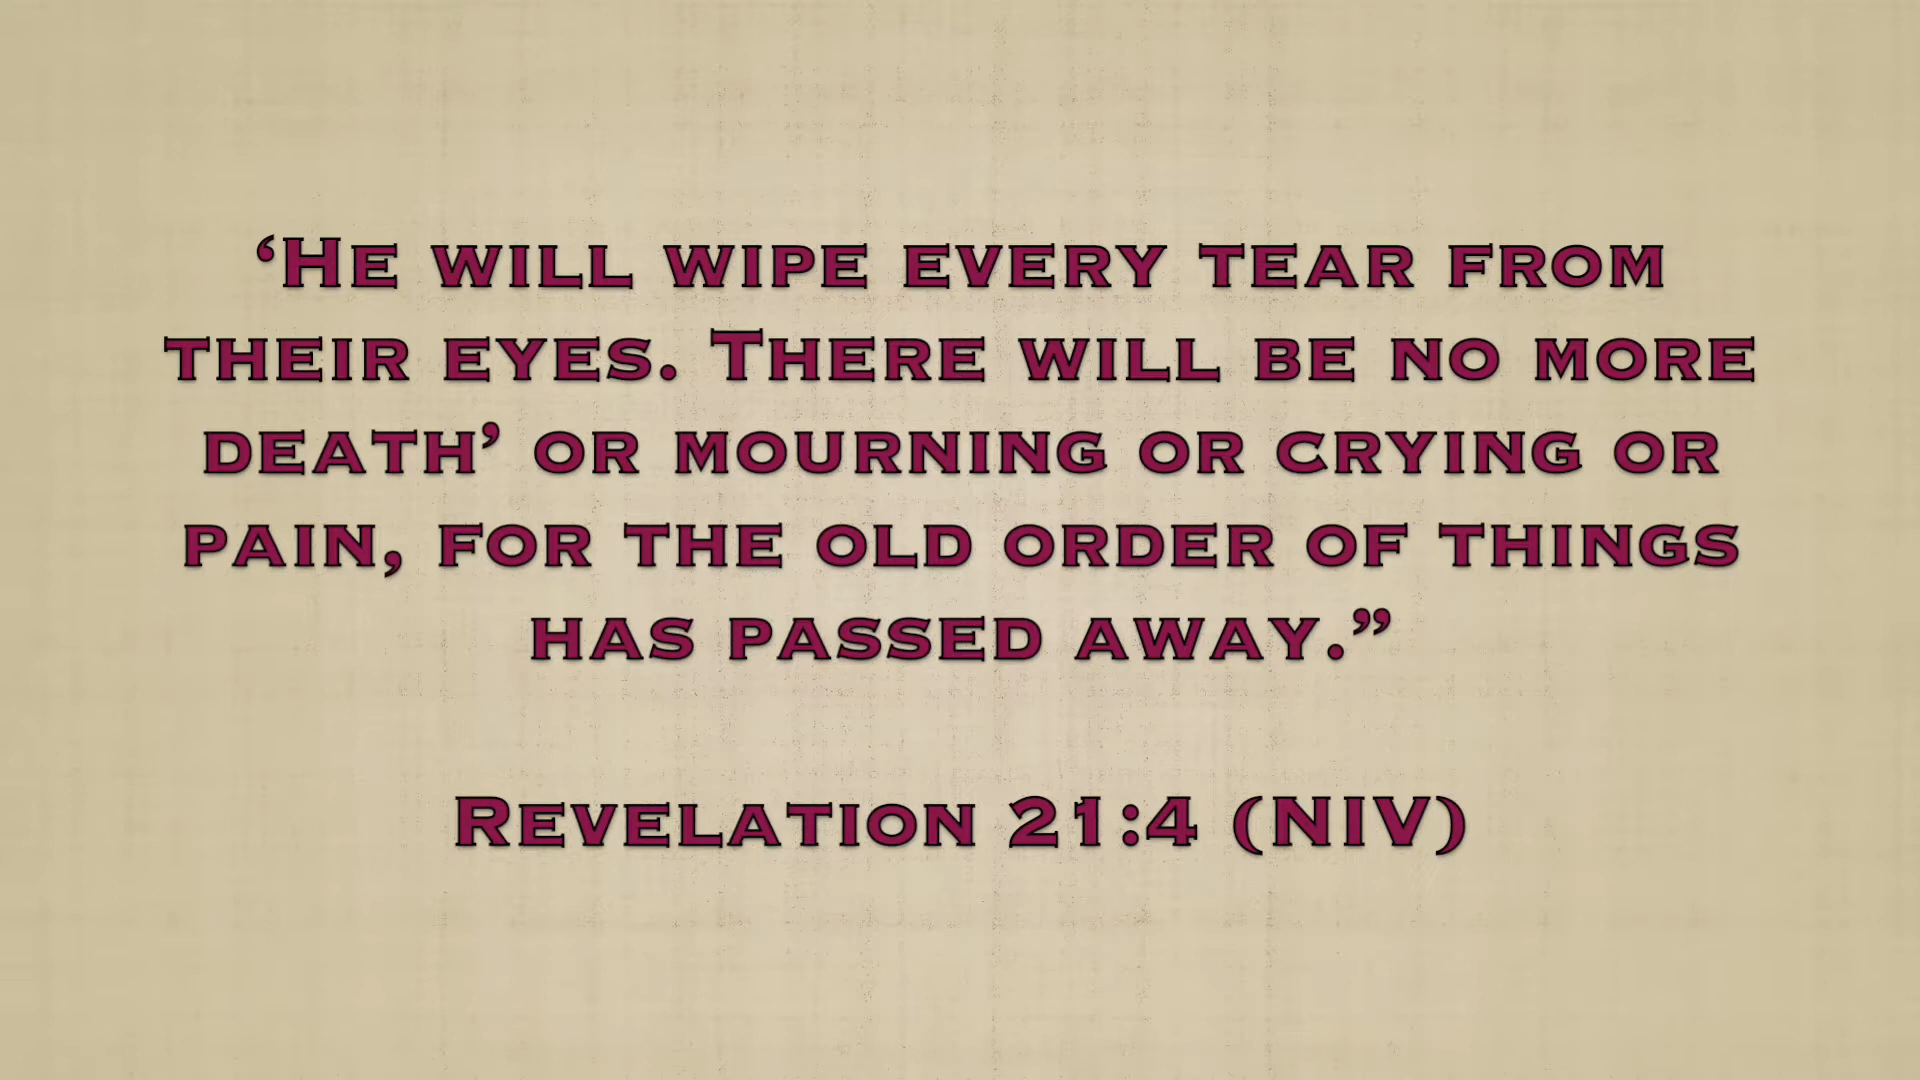 ‘He will wipe every tear from
their eyes. There will be no more
death’ or mourning or crying or
pain, for the old order of things
has passed away.”
Revelation 21:4 (NIV)